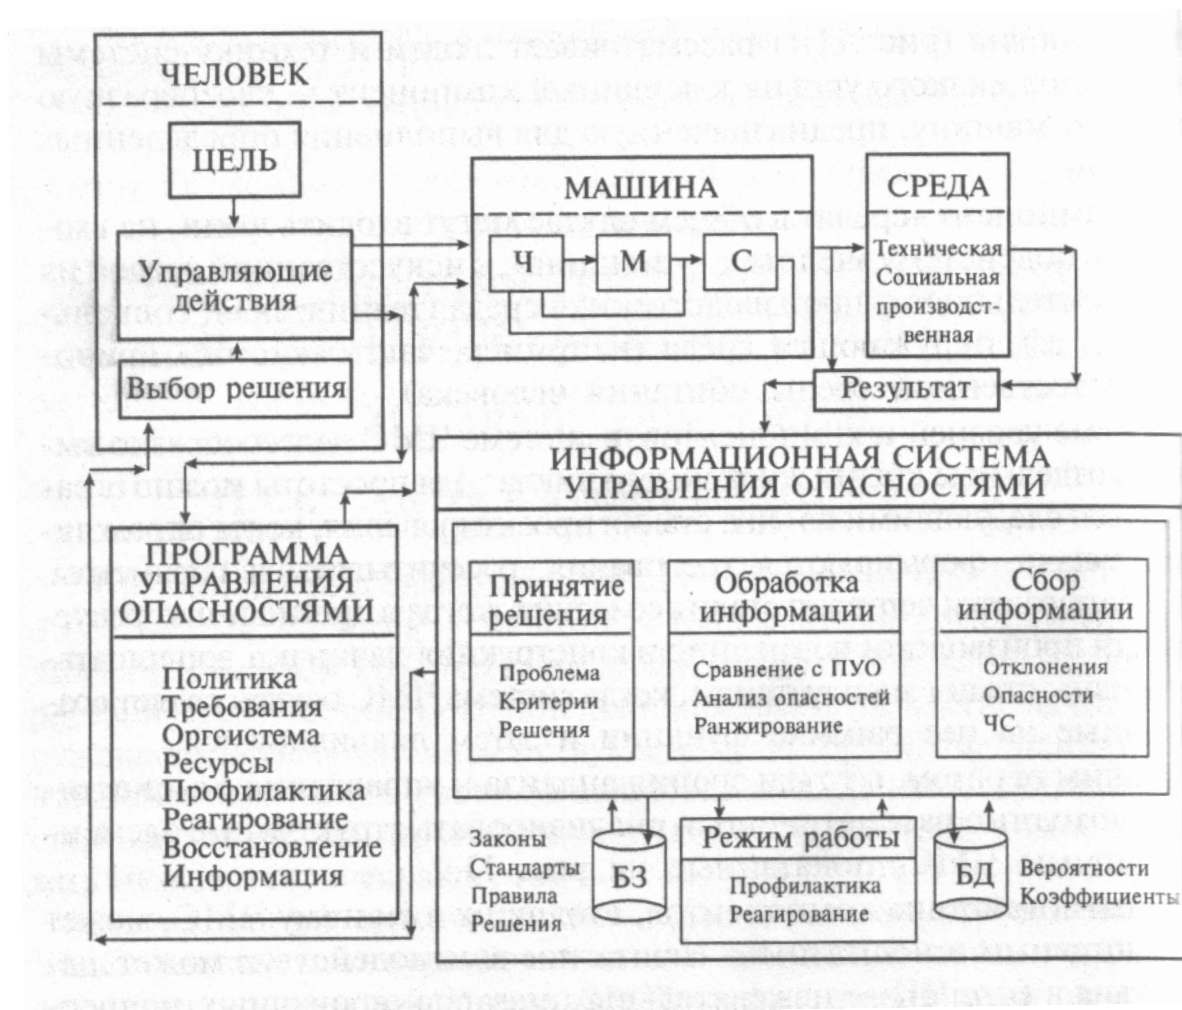 ЧЕЛОВЕК
ЦЕЛЬ
Управляющие
действия
Выбор решения
МАШИНА
Ч
М
С
СРЕДА
Техническая
Социальная
производст-
венная
Результат
ИНФОРМАЦИОННАЯ СИСТЕМА
УПРАВЛЕНИЯ ОПАСНОСТЯМИ
ПРОГРАММА
УПРАВЛЕНИЯ
ОПАСНОСТЯМИ
Политика
Требования
Оргсистема
Ресурсы
Профилактика
Реагирование
Восстановление
Информация
Принятие
решения
Проблема
Критерии
Решения
Обработка
информации
Сравнение с ПУО
Анализ опасностей
Ранжирование
Сбор
информации
Отклонения
Опасности
ЧС
Законы
Стандарты
Правила
Решения
БЗ
Режим работы
Профилактика
Реагирование
БД
Вероятности
Коэффициенты